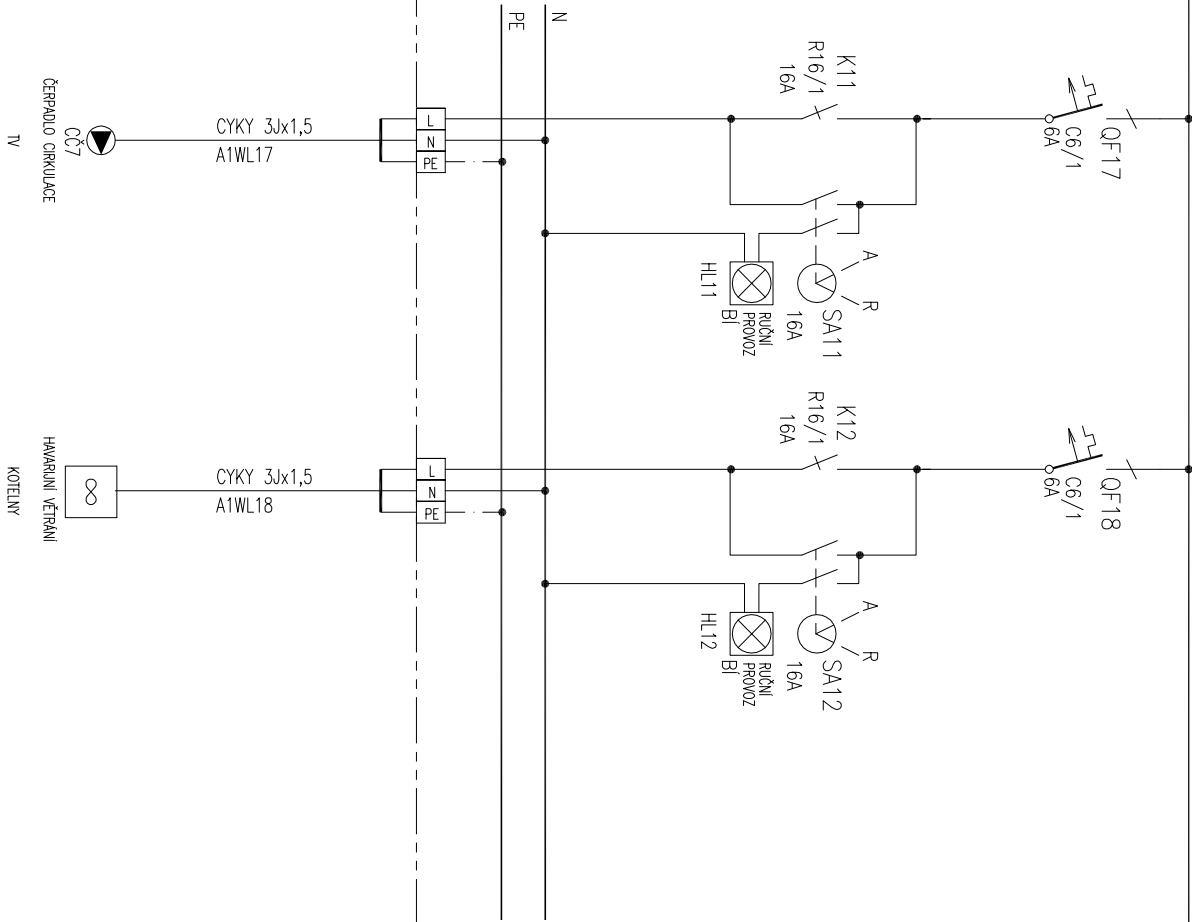 N
PE
K11
R16/1
16A
QF17
C6/1
6A
A
R
SA11
16A
HL11
RUČNÍ
PROVOZ
BÍ
L
N
PE
CYKY 3Jx1,5
A1WL17
ČERPADLO CIRKULACE
CČ7
TV
K12
R16/1
16A
QF18
C6/1
6A
A
R
SA12
16A
HL12
RUČNÍ
PROVOZ
BÍ
L
N
PE
CYKY 3Jx1,5
A1WL18
HAVARIJNÍ VĚTRÁNÍ
KOTELNY